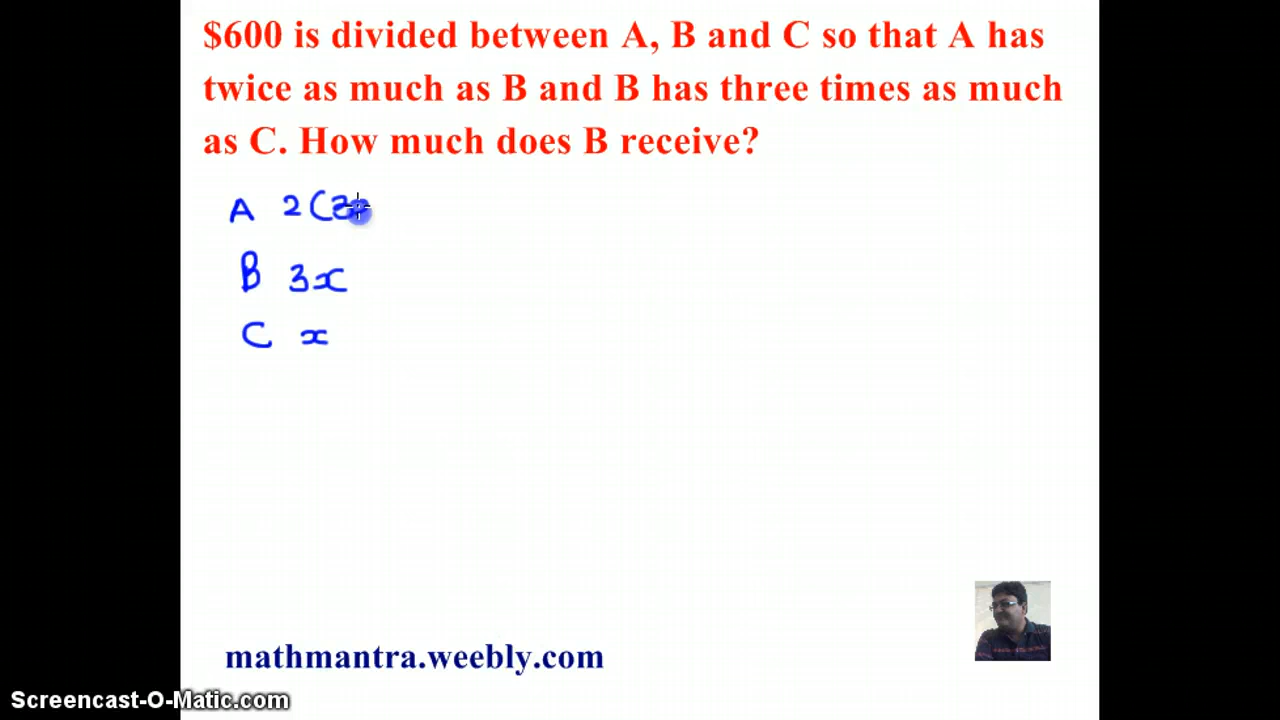 $600 is divided between A, B and C so that A has
twice as much as B and B has three times as much
as C. How much does B receive?
A 2(3
B 3x
C x
mathmantra.weebly.com
Screencast-O-Matic.com